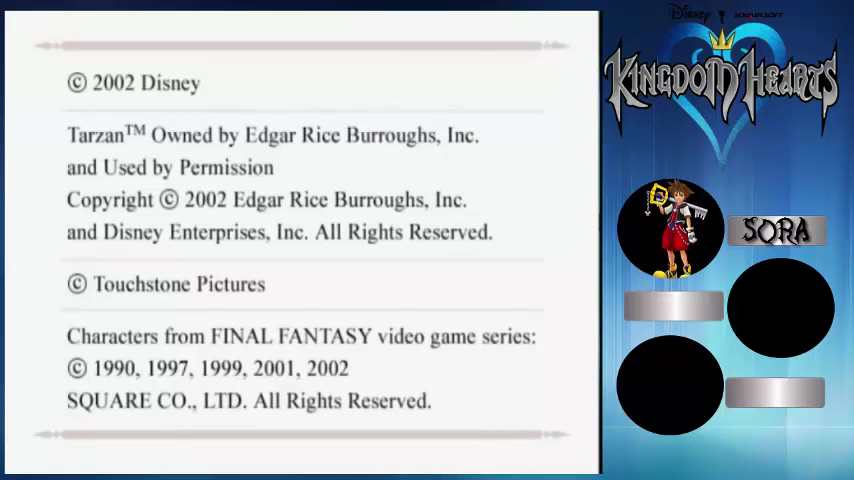 © 2002 Disney
Tarzan™ Owned by Edgar Rice Burroughs, Inc.
and Used by Permission
Copyright © 2002 Edgar Rice Burroughs, Inc.
and Disney Enterprises, Inc. All Rights Reserved.
© Touchstone Pictures
Characters from FINAL FANTASY video game series:
© 1990, 1997, 1999, 2001, 2002
SQUARE CO., LTD. All Rights Reserved.
Disney SQUARESOFT
KINGDOM HEARTS
SORA